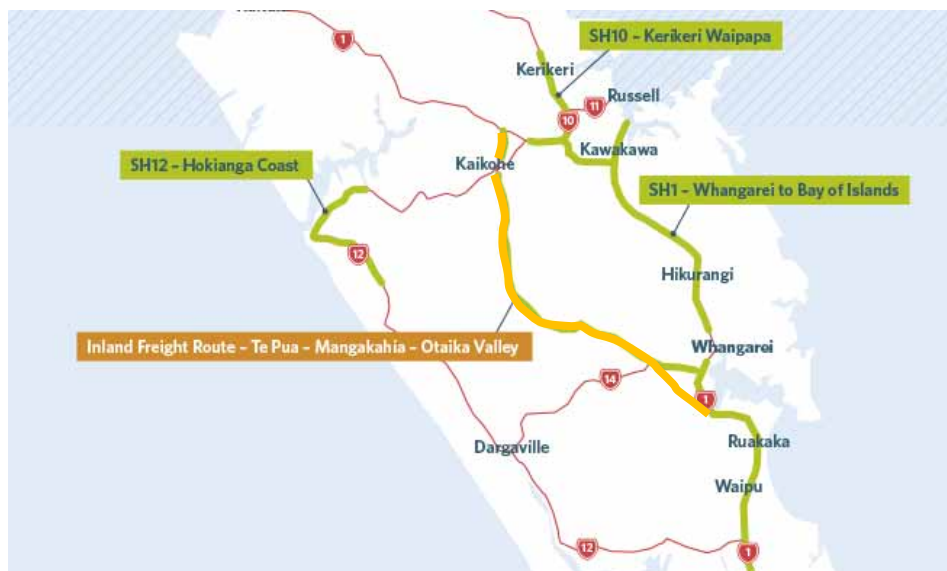 1
SH10 – Kerikeri Waipapa
Kerikeri
Russell
11
10
Kawakawa
Kaikohe
SH12 – Hokianga Coast
SH1 – Whangarei to Bay of Islands
12
Hikurangi
Inland Freight Route – Te Pua – Mangakahia – Otaika Valley
Whangarei
14
1
Ruakaka
Dargaville
Waipu
12
1